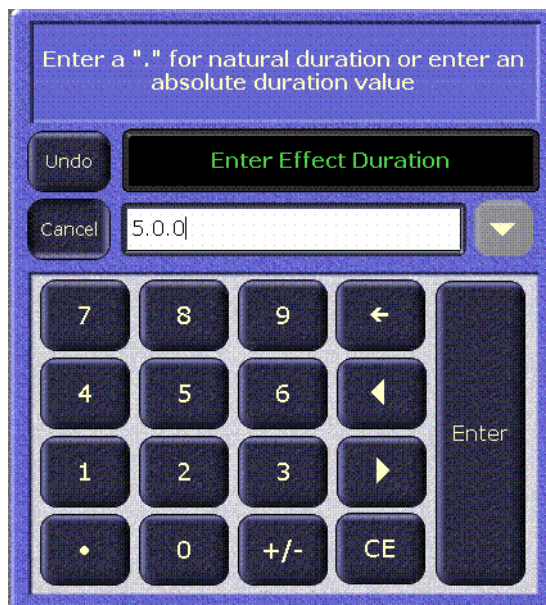 Enter a "." for natural duration or enter an
absolute duration value
Undo
Enter Effect Duration
Cancel
5.0.0
7 8 9
4 5 6
1 2 3
Enter
. 0 +/- CE